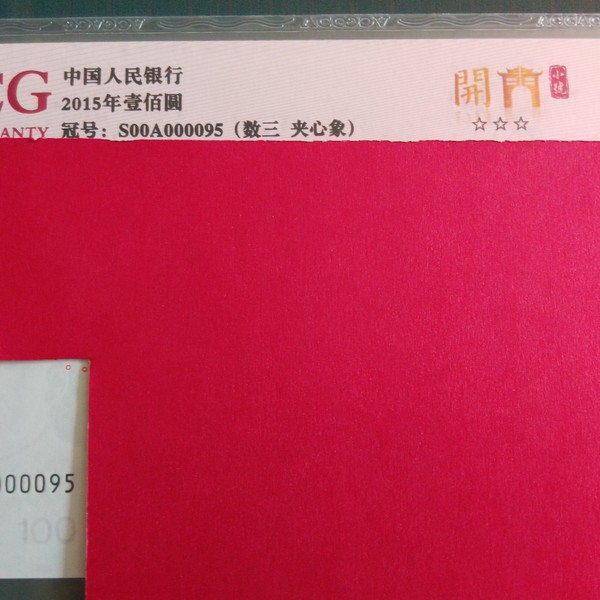 CG
中国人民银行
2015年壹佰圆
ANTY
冠号：S00A000095（数三 夹心象）
開門
小號
☆☆☆
000095
100